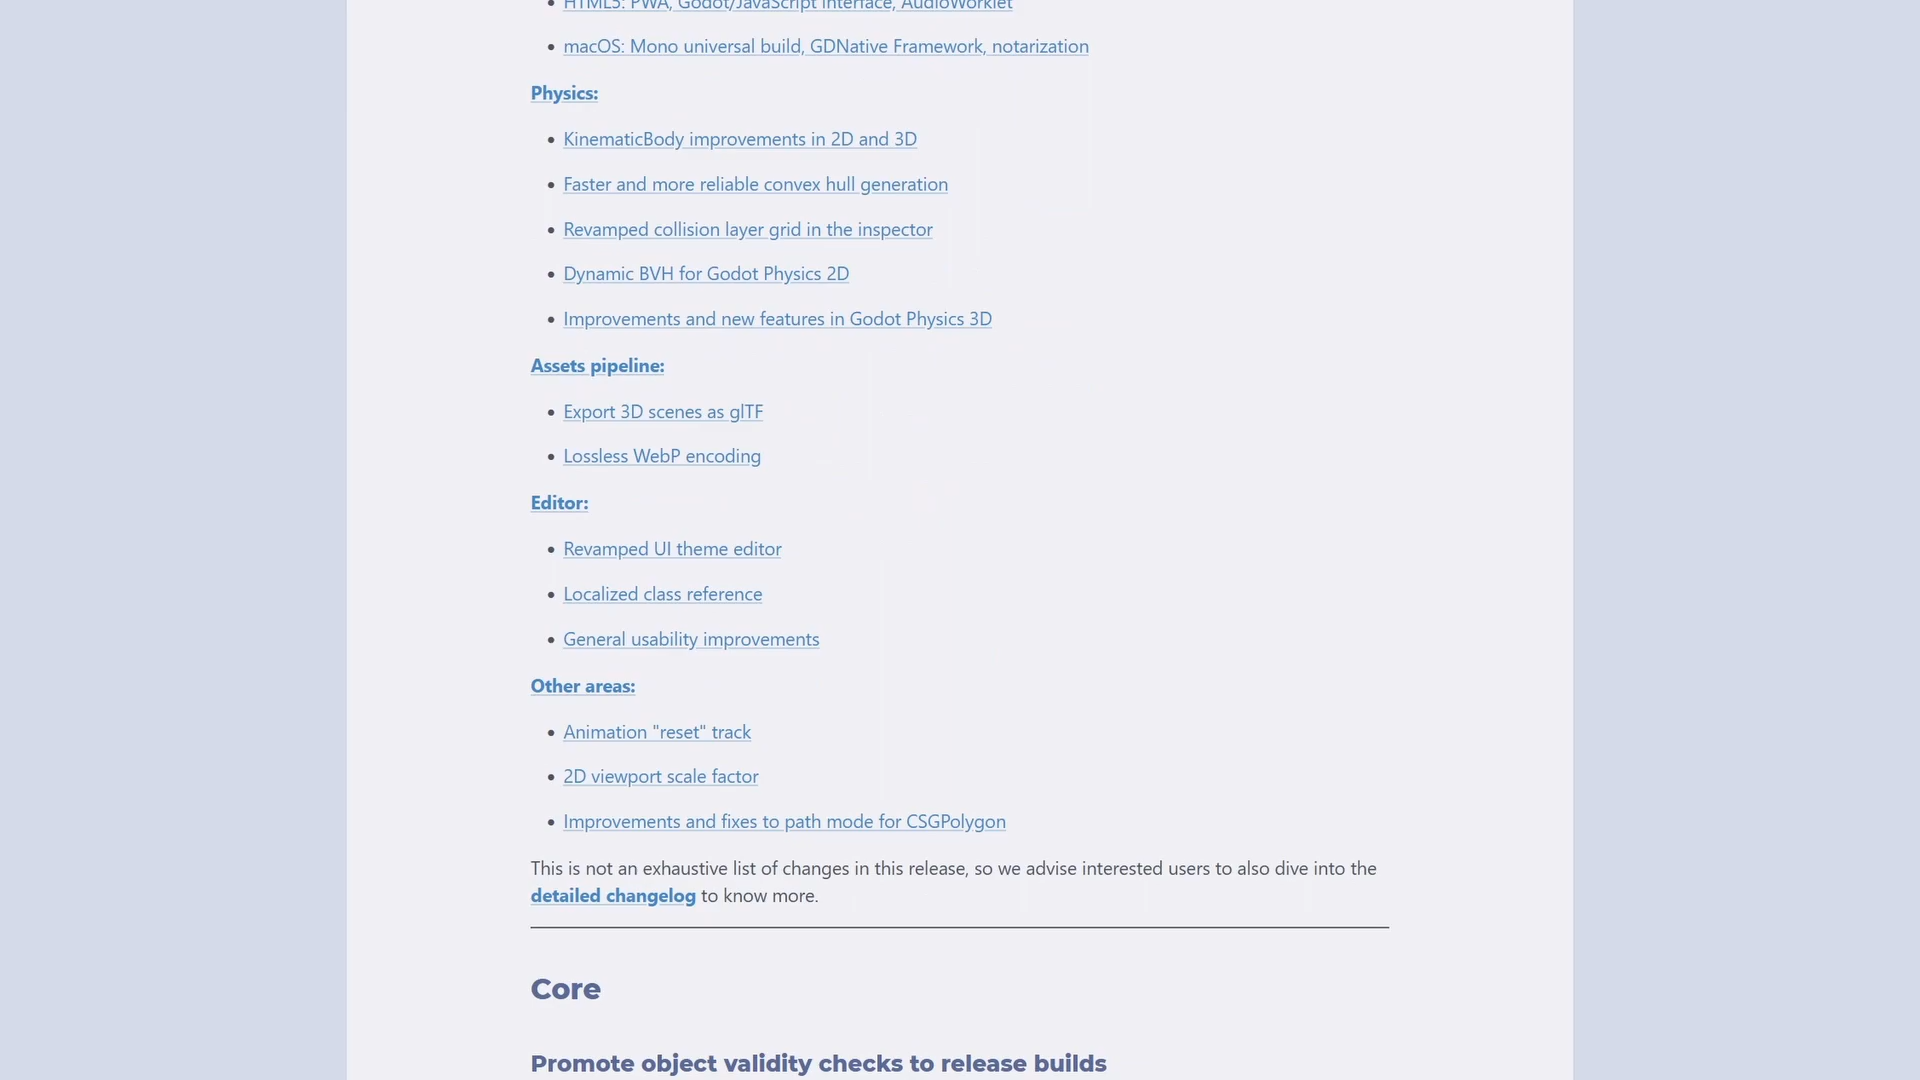 HTML5: PWA, Godot/JavaScript interface, AudioWorklet
macOS: Mono universal build, GDNative Framework, notarization
Physics:
KinematicBody improvements in 2D and 3D
Faster and more reliable convex hull generation
Revamped collision layer grid in the inspector
Dynamic BVH for Godot Physics 2D
Improvements and new features in Godot Physics 3D
Assets pipeline:
Export 3D scenes as glTF
Lossless WebP encoding
Editor:
Revamped UI theme editor
Localized class reference
General usability improvements
Other areas:
Animation "reset" track
2D viewport scale factor
Improvements and fixes to path mode for CSGPolygon
This is not an exhaustive list of changes in this release, so we advise interested users to also dive into the
detailed changelog to know more.
Core
Promote object validity checks to release builds